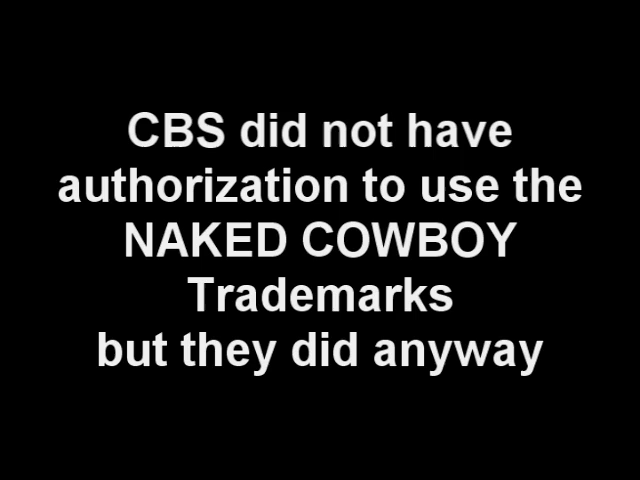 CBS did not have
authorization to use the
NAKED COWBOY
Trademarks
but they did anyway